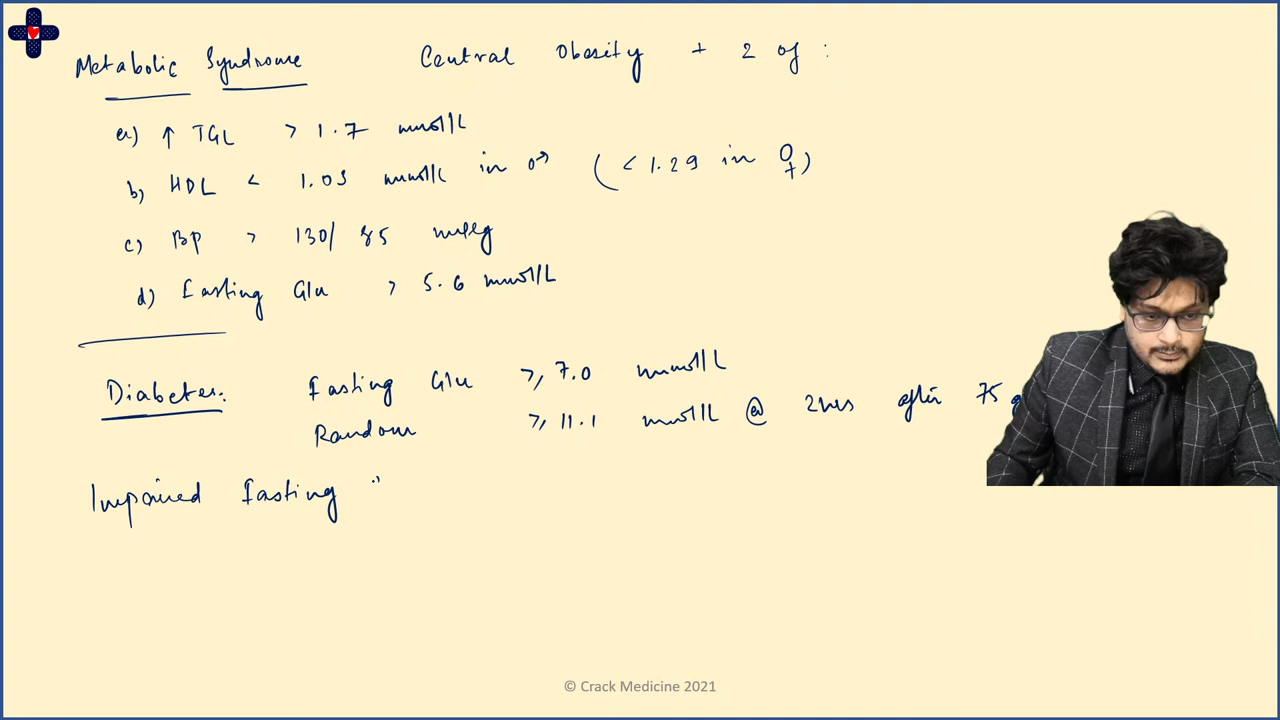 Metabolic Syndrome Central Obesity + 2 of :
a) ↑ TGL > 1.7 mmol/L
b) HDL < 1.03 mmol/L in ♂ (< 1.29 in ♀)
c) BP > 130/85 mmHg
d) Fasting Glu > 5.6 mmol/L
Diabetes: Fasting Glu ≥ 7.0 mmol/L
Random ≥ 11.1 mmol/L @ 2hrs after 75 g
Impaired Fasting :
© Crack Medicine 2021